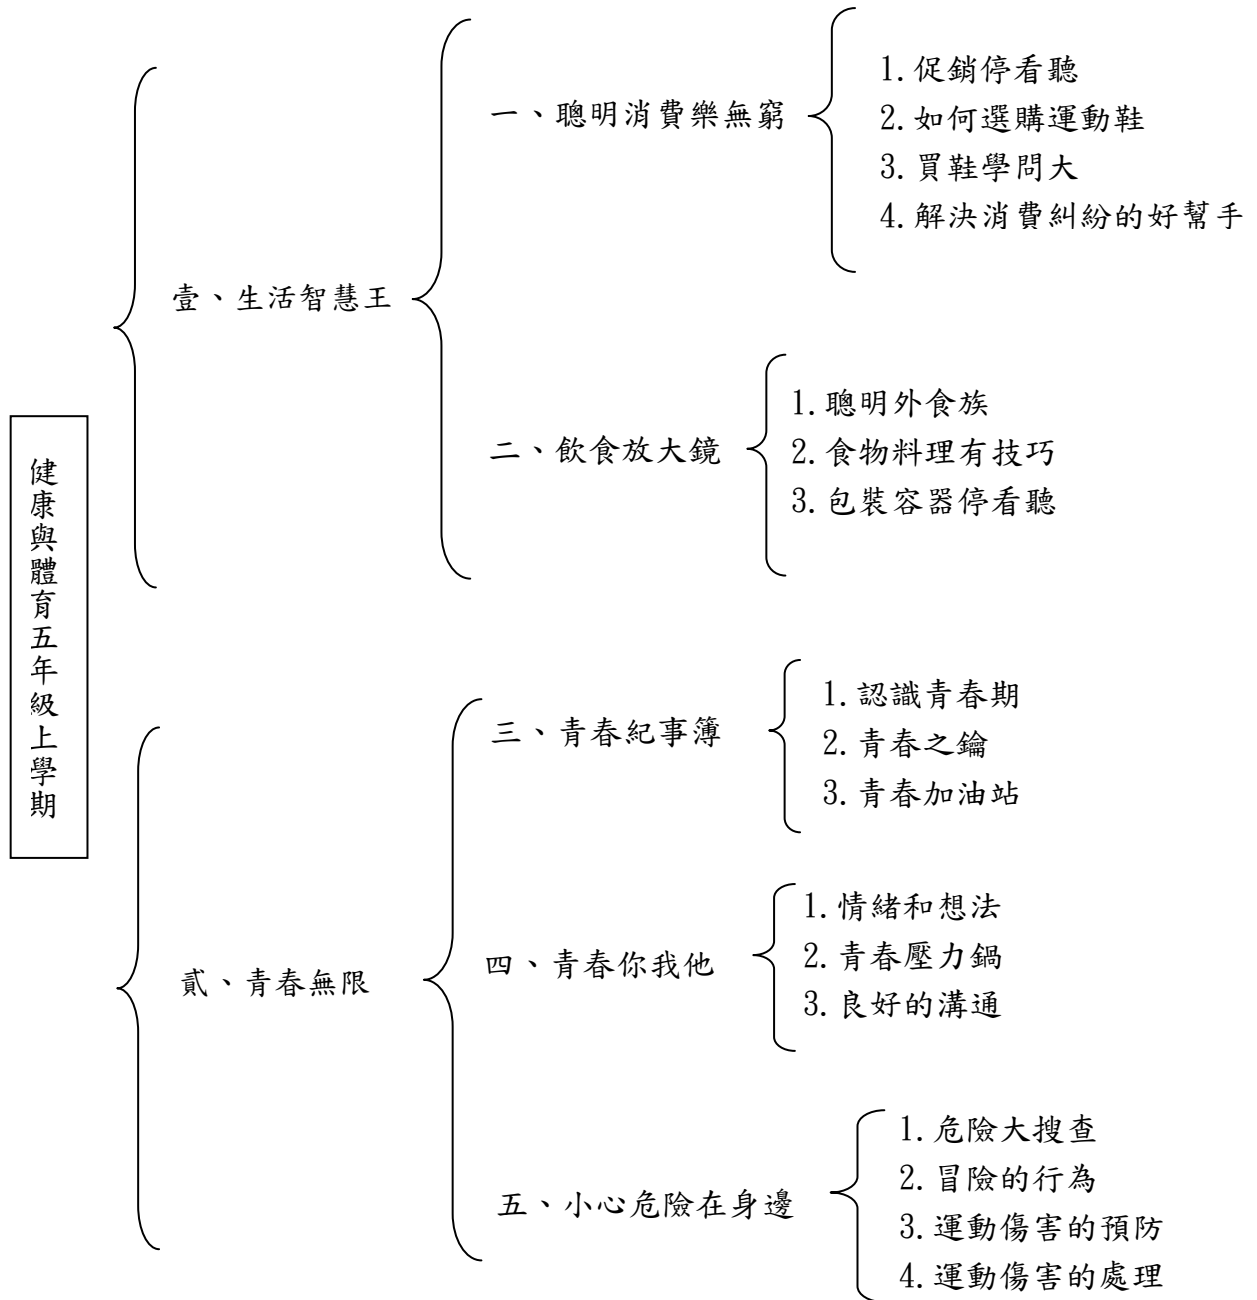 健康與體育五年級上學期
壹、生活智慧王
一、聰明消費樂無窮
1.促銷停看聽
2.如何選購運動鞋
3.買鞋學問大
4.解決消費糾紛的好幫手
二、飲食放大鏡
1.聰明外食族
2.食物料理有技巧
3.包裝容器停看聽
貳、青春無限
三、青春紀事簿
1.認識青春期
2.青春之鑰
3.青春加油站
四、青春你我他
1.情緒和想法
2.青春壓力鍋
3.良好的溝通
五、小心危險在身邊
1.危險大搜查
2.冒險的行為
3.運動傷害的預防
4.運動傷害的處理